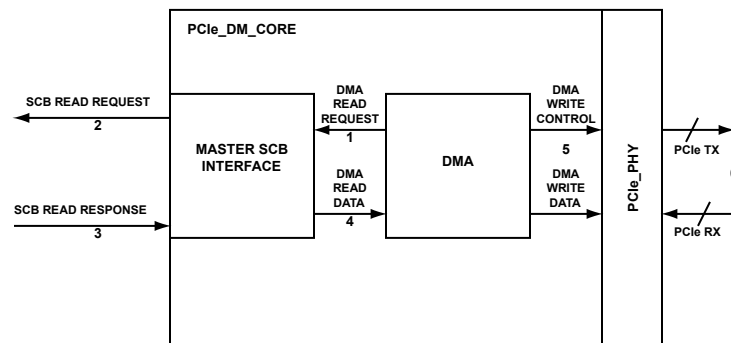 PCIe_DM_CORE
SCB READ REQUEST
2
SCB READ RESPONSE
3
MASTER SCB
INTERFACE
DMA
READ
REQUEST
1
DMA
READ
DATA
4
DMA
DMA
WRITE
CONTROL
5
DMA
WRITE
DATA
PCIe_PHY
PCIe TX
PCIe RX